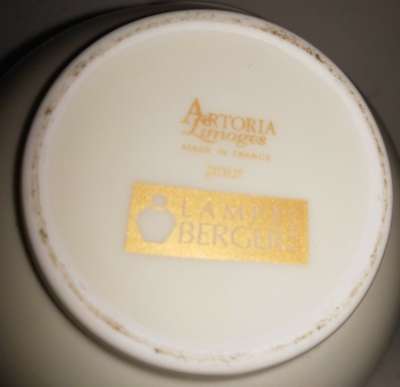 ARTORIA
Limoges
MADE IN FRANCE
LAMPE
BERGER